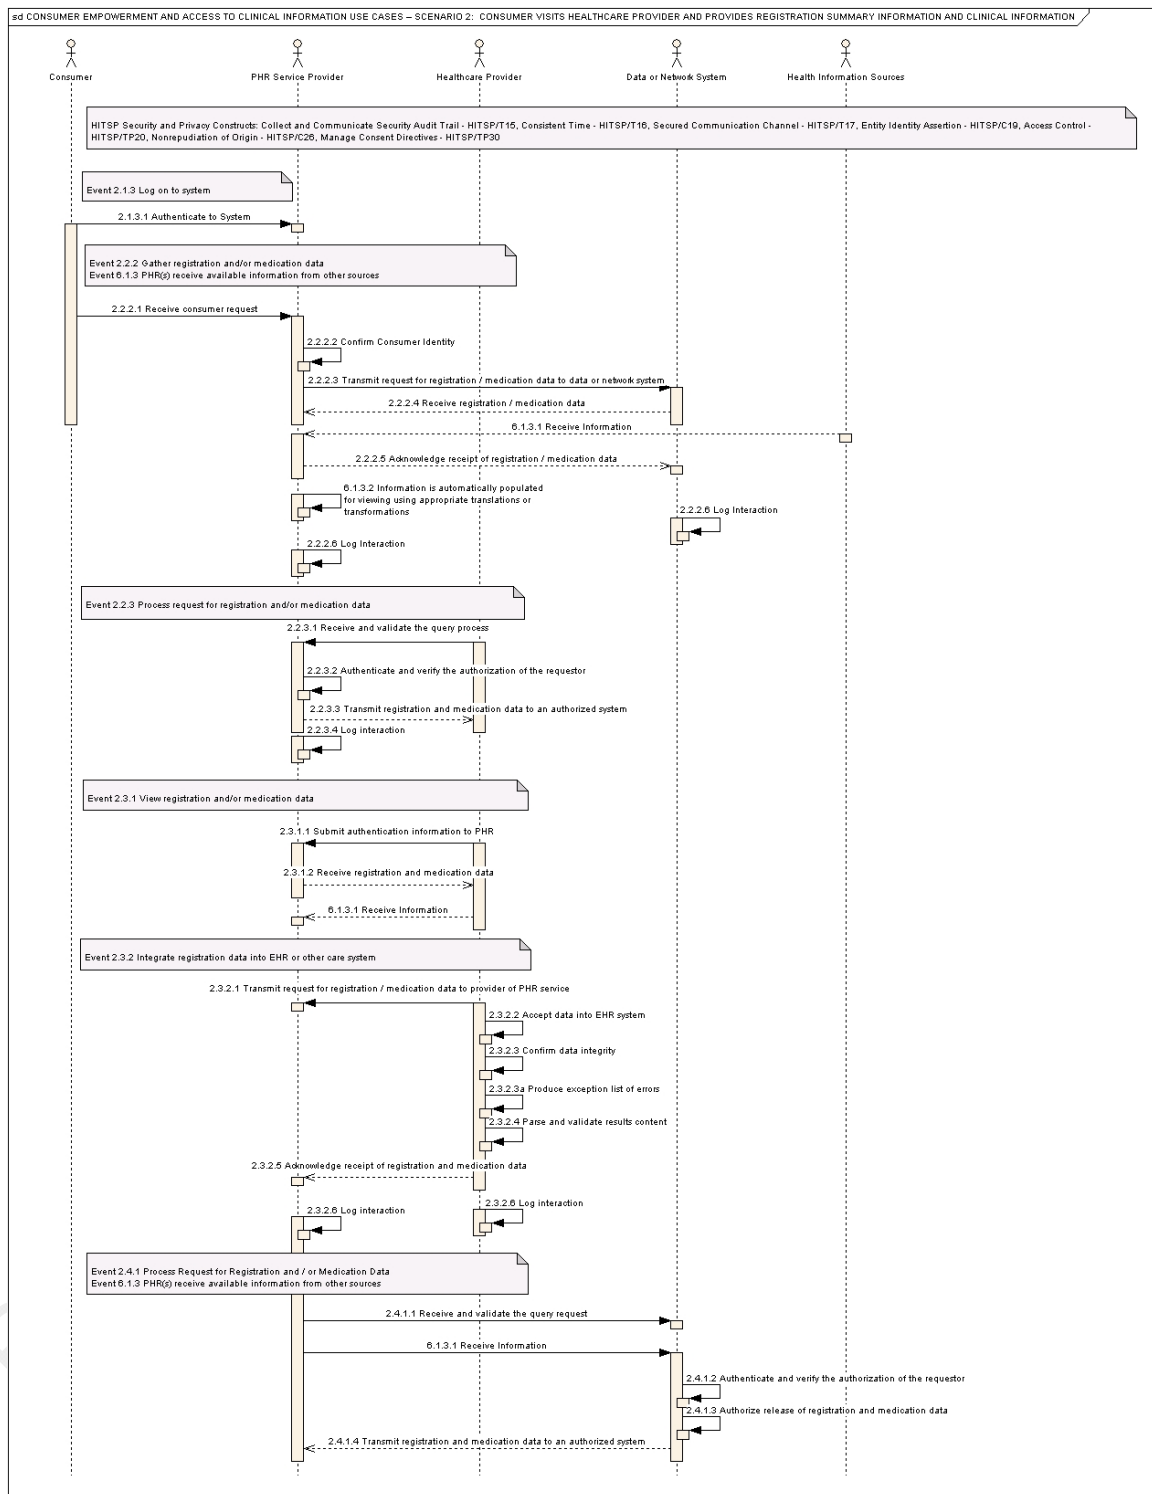 sd CONSUMER EMPOWERMENT AND ACCESS TO CLINICAL INFORMATION USE CASES – SCENARIO 2: CONSUMER VISITS HEALTHCARE PROVIDER AND PROVIDES REGISTRATION SUMMARY INFORMATION AND CLINICAL INFORMATION
Consumer
PHR Service Provider
Healthcare Provider
Data or Network System
Health Information Sources
HITSP Security and Privacy Constructs: Collect and Communicate Security Audit Trail - HITSP/T15, Consistent Time - HITSP/T16, Secured Communication Channel - HITSP/T17, Entity Identity Assertion - HITSP/C19, Access Control -
HITSP/TP20, Nonrepudiation of Origin - HITSP/C26, Manage Consent Directives - HITSP/TP30
Event 2.1.3 Log on to system
2.1.3.1 Authenticate to System
Event 2.2.2 Gather registration and/or medication data
Event 6.1.3 PHR(s) receive available information from other sources
2.2.2.1 Receive consumer request
2.2.2.2 Confirm Consumer Identity
2.2.2.3 Transmit request for registration / medication data to data or network system
2.2.2.4 Receive registration / medication data
6.1.3.1 Receive Information
2.2.2.5 Acknowledge receipt of registration / medication data
6.1.3.2 Information is automatically populated
for viewing using appropriate translations or
transformations
2.2.2.6 Log Interaction
2.2.2.6 Log Interaction
Event 2.2.3 Process request for registration and/or medication data
2.2.3.1 Receive and validate the query process
2.2.3.2 Authenticate and verify the authorization of the requestor
2.2.3.3 Transmit registration and medication data to an authorized system
2.2.3.4 Log interaction
Event 2.3.1 View registration and/or medication data
2.3.1.1 Submit authentication information to PHR
2.3.1.2 Receive registration and medication data
6.1.3.1 Receive Information
Event 2.3.2 Integrate registration data into EHR or other care system
2.3.2.1 Transmit request for registration / medication data to provider of PHR service
2.3.2.2 Accept data into EHR system
2.3.2.3 Confirm data integrity
2.3.2.3a Produce exception list of errors
2.3.2.4 Parse and validate results content
2.3.2.5 Acknowledge receipt of registration and medication data
2.3.2.6 Log interaction
2.3.2.6 Log interaction
Event 2.4.1 Process Request for Registration and / or Medication Data
Event 6.1.3 PHR(s) receive available information from other sources
2.4.1.1 Receive and validate the query request
6.1.3.1 Receive Information
2.4.1.2 Authenticate and verify the authorization of the requestor
2.4.1.3 Authorize release of registration and medication data
2.4.1.4 Transmit registration and medication data to an authorized system